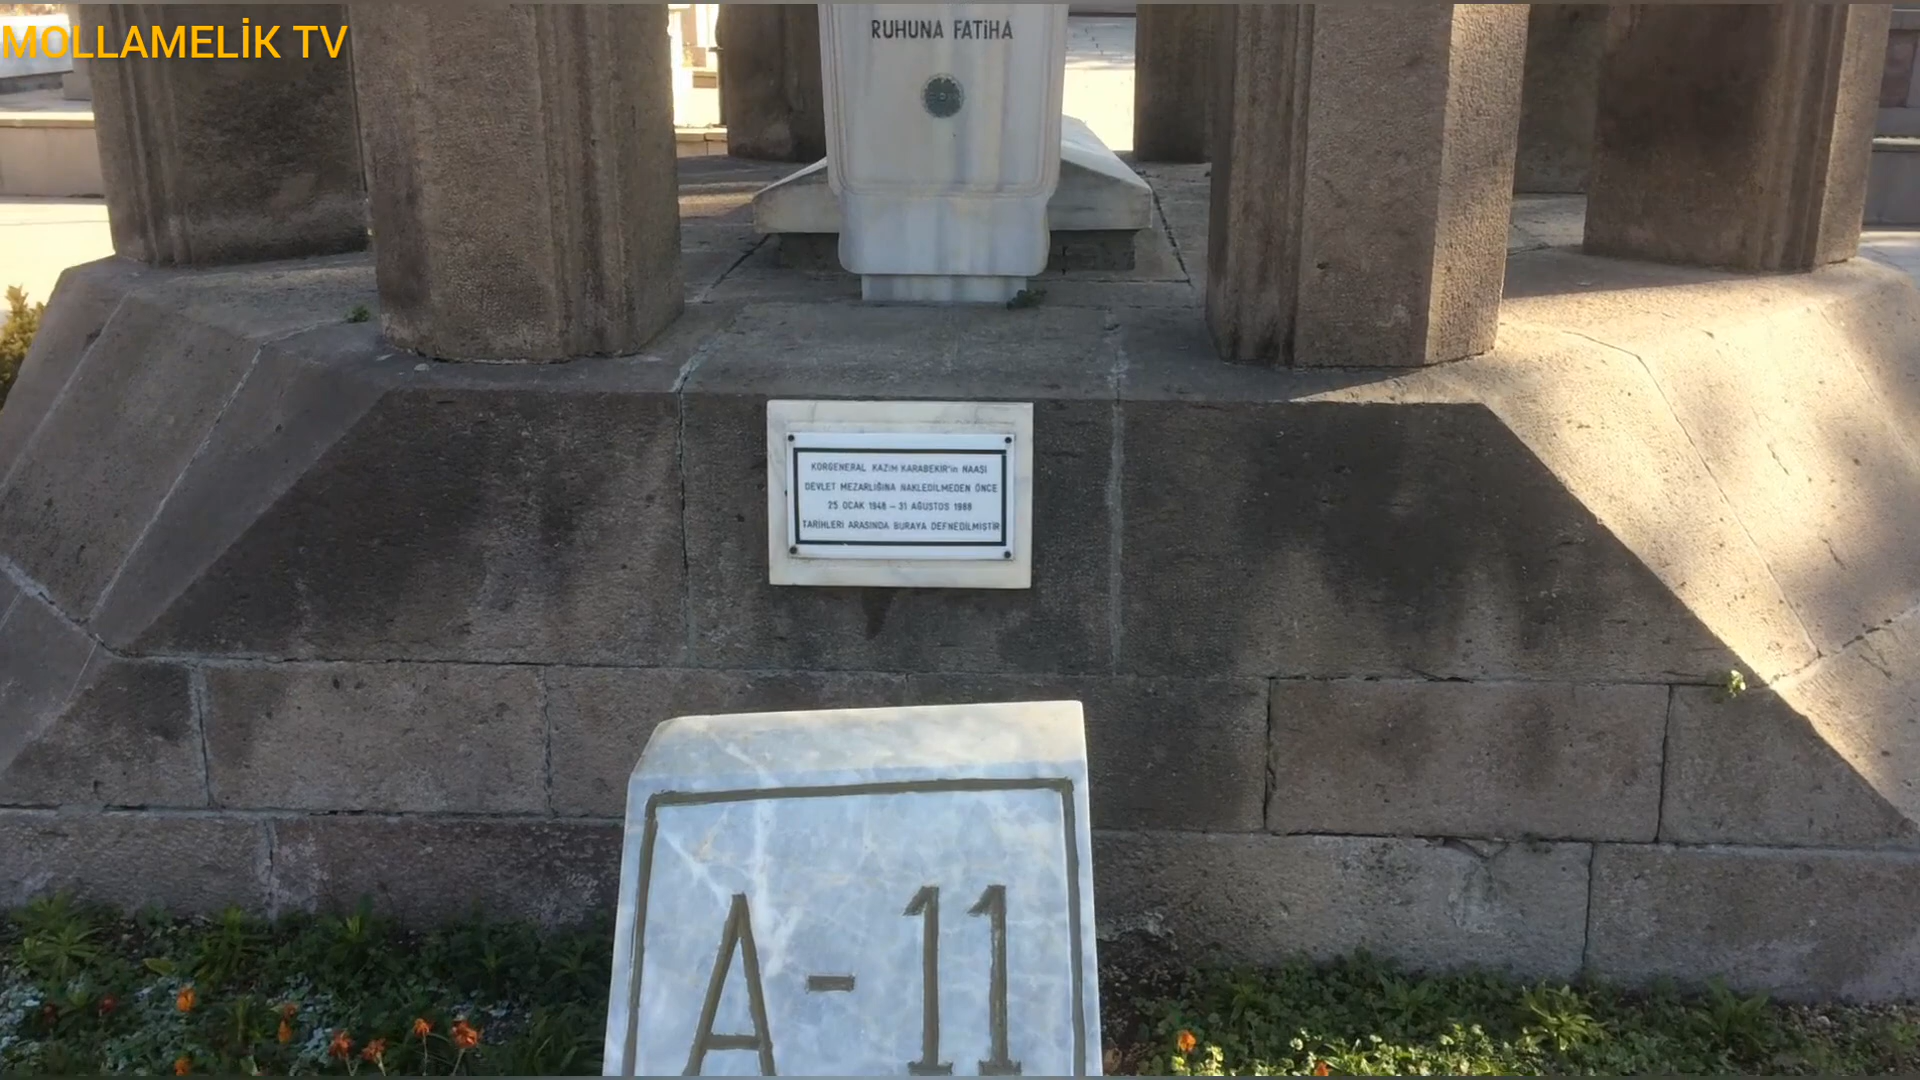 MOLLAMELİK TV
RUHUNA FATİHA
KORGENERAL KAZIM KARABEKİR'in NAAŞI
DEVLET MEZARLIĞINA NAKLEDİLMEDEN ÖNCE
25 OCAK 1948 - 31 AĞUSTOS 1988
TARİHLERİ ARASINDA BURAYA DEFNEDİLMİŞTİR
A-11